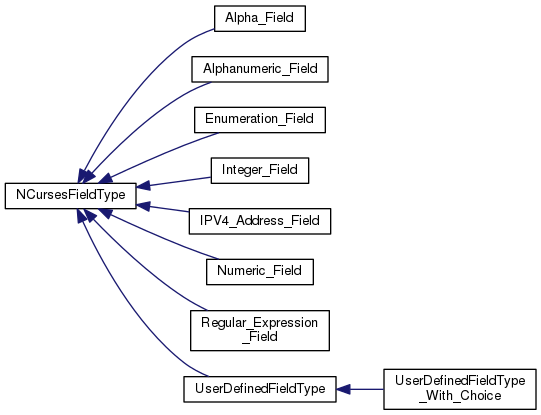 Alpha_Field
Alphanumeric_Field
Enumeration_Field
Integer_Field
NCursesFieldType
IPV4_Address_Field
Numeric_Field
Regular_Expression
_Field
UserDefinedFieldType
UserDefinedFieldType
_With_Choice